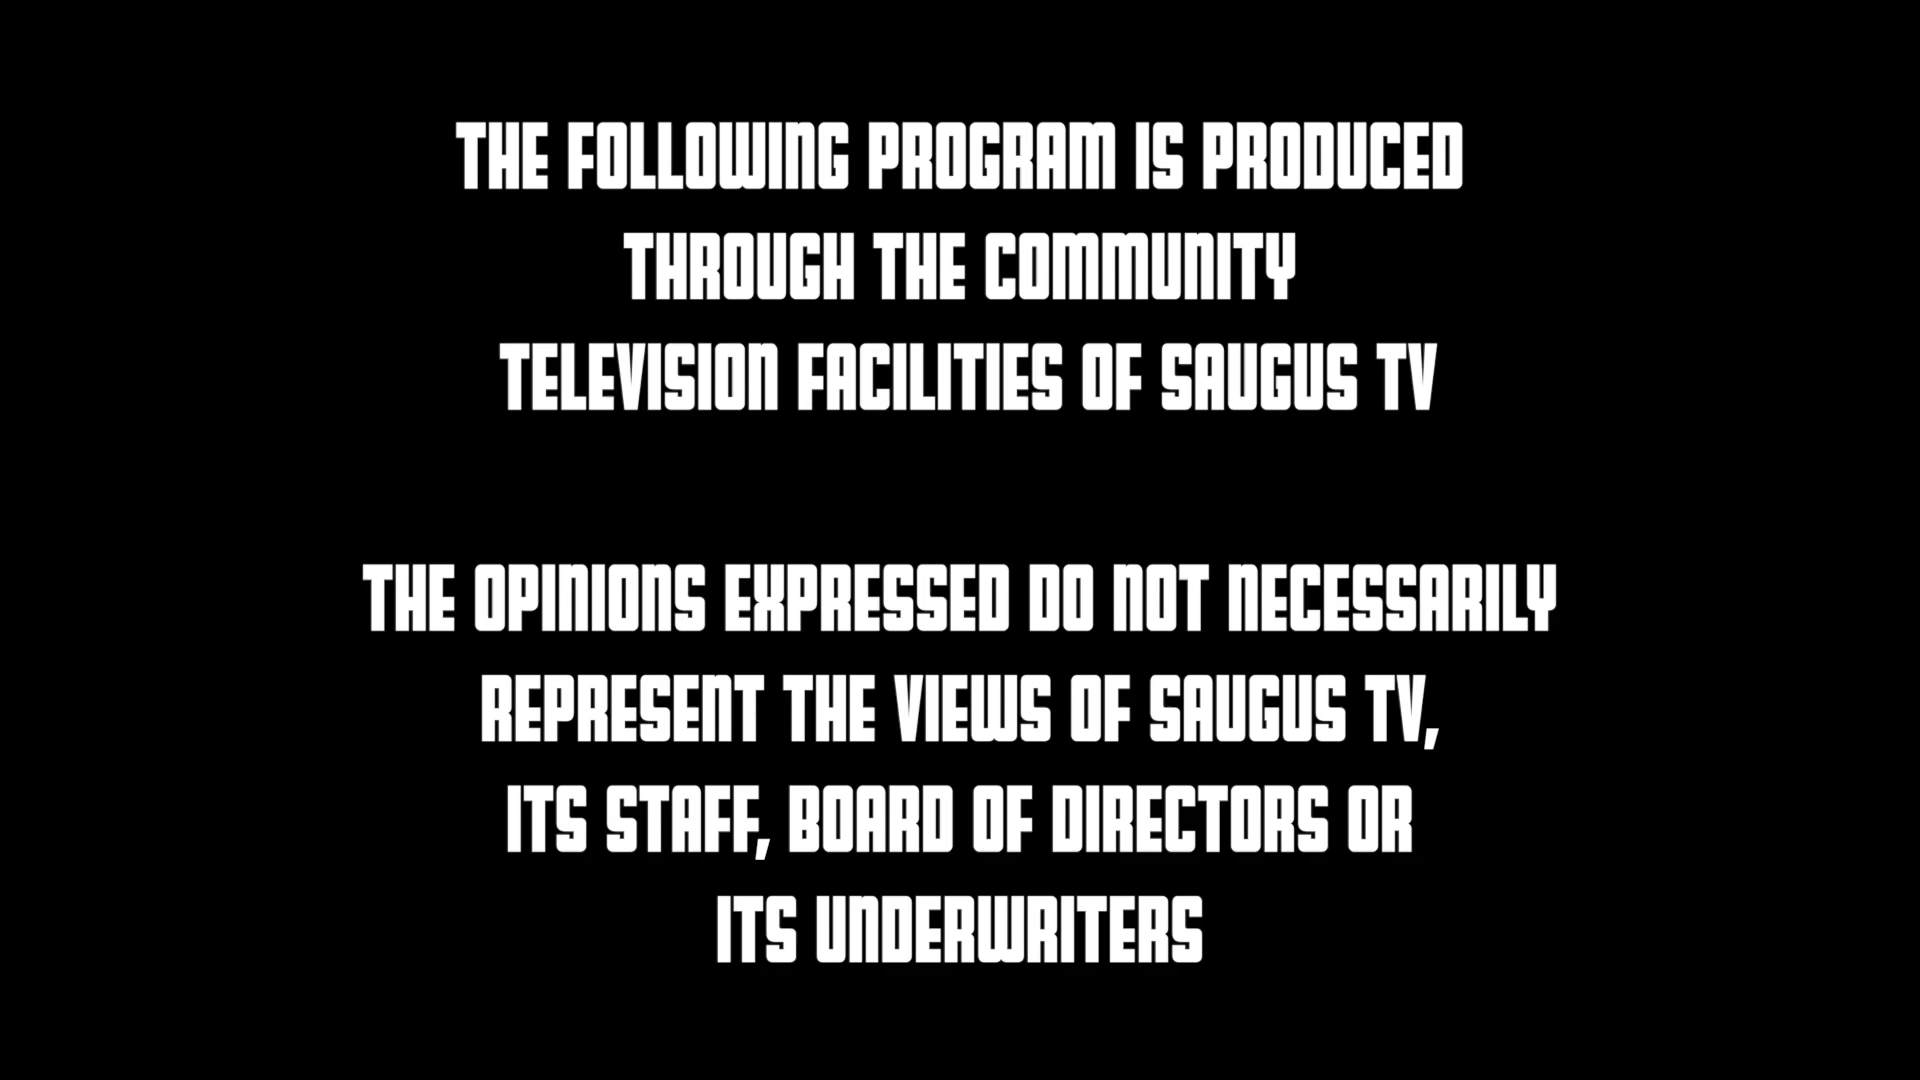 THE FOLLOWING PROGRAM IS PRODUCED
THROUGH THE COMMUNITY
TELEVISION FACILITIES OF SAUGUS TV
THE OPINIONS EXPRESSED DO NOT NECESSARILY
REPRESENT THE VIEWS OF SAUGUS TV,
ITS STAFF, BOARD OF DIRECTORS OR
ITS UNDERWRITERS